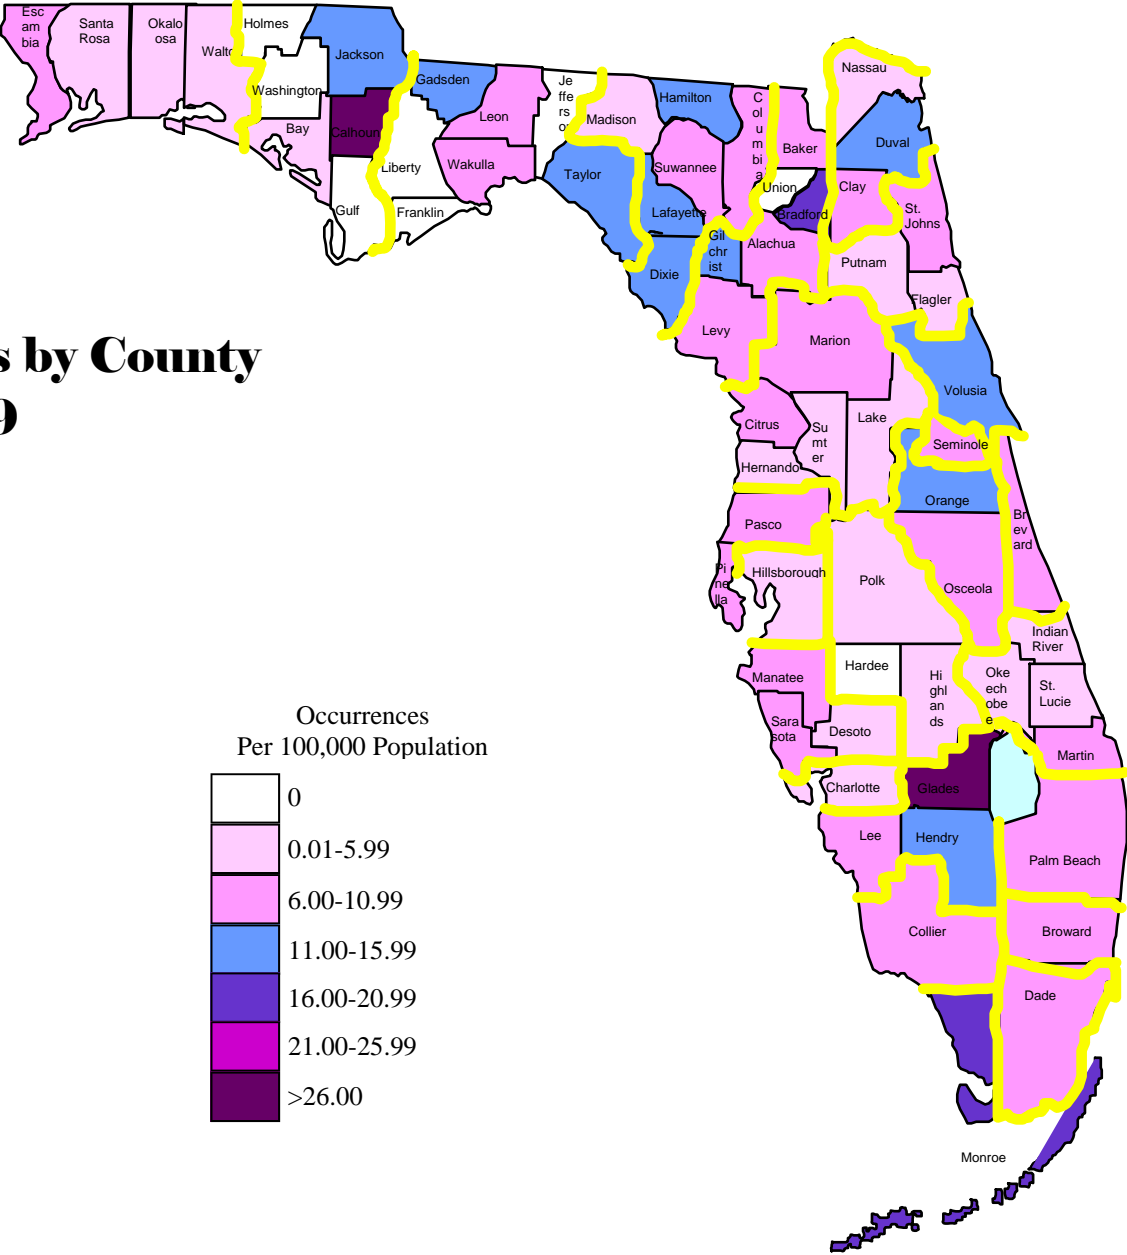 Esc
am
bia
Santa
Rosa
Okalo
osa
Walto
Holmes
Washington
Jackson
Bay
Calhoun
Gulf
Liberty
Franklin
Gadsden
Leon
Wakulla
Je
ffe
rs
o
Madison
Taylor
Hamilton
Suwannee
Lafayette
Dixie
C
ol
u
m
bi
a
Baker
Union
Bradford
Gil
chr
ist
Alachua
Levy
Nassau
Duval
Clay
St.
Johns
Putnam
Flagler
Marion
Volusia
Citrus
Su
mt
er
Lake
Hernando
Seminole
Orange
Pasco
Br
ev
ard
Pi
ne
lla
Hillsborough
Polk
Osceola
Indian
River
Manatee
Hardee
Hi
ghl
an
ds
Oke
ech
obe
e
St.
Lucie
Sara
sota
Desoto
Martin
Charlotte
Glades
Lee
Hendry
Palm Beach
Collier
Broward
Dade
Monroe
s by County
9
Occurrences
Per 100,000 Population
0
0.01-5.99
6.00-10.99
11.00-15.99
16.00-20.99
21.00-25.99
>26.00